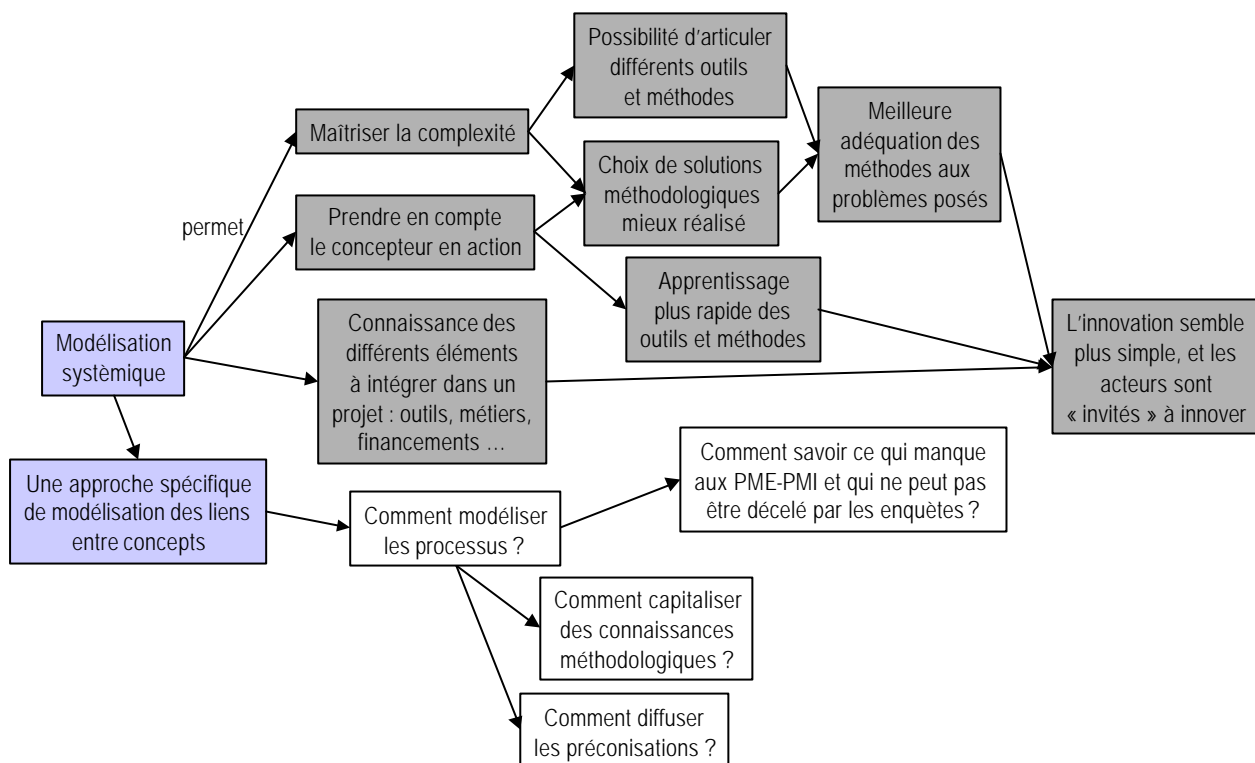 Possibilité d'articuler
différents outils
et méthodes
Maîtriser la complexité
Meilleure
adéquation des
méthodes aux
problèmes posés
Choix de solutions
méthodologiques
mieux réalisé
permet
Prendre en compte
le concepteur en action
Apprentissage
plus rapide des
outils et méthodes
Modélisation
systèmique
Connaissance des
différents éléments
à intégrer dans un
projet : outils, métiers,
financements …
L'innovation semble
plus simple, et les
acteurs sont
« invités » à innover
Une approche spécifique
de modélisation des liens
entre concepts
Comment modéliser
les processus ?
Comment savoir ce qui manque
aux PME-PMI et qui ne peut pas
être décelé par les enquètes ?
Comment capitaliser
des connaissances
méthodologiques ?
Comment diffuser
les préconisations ?